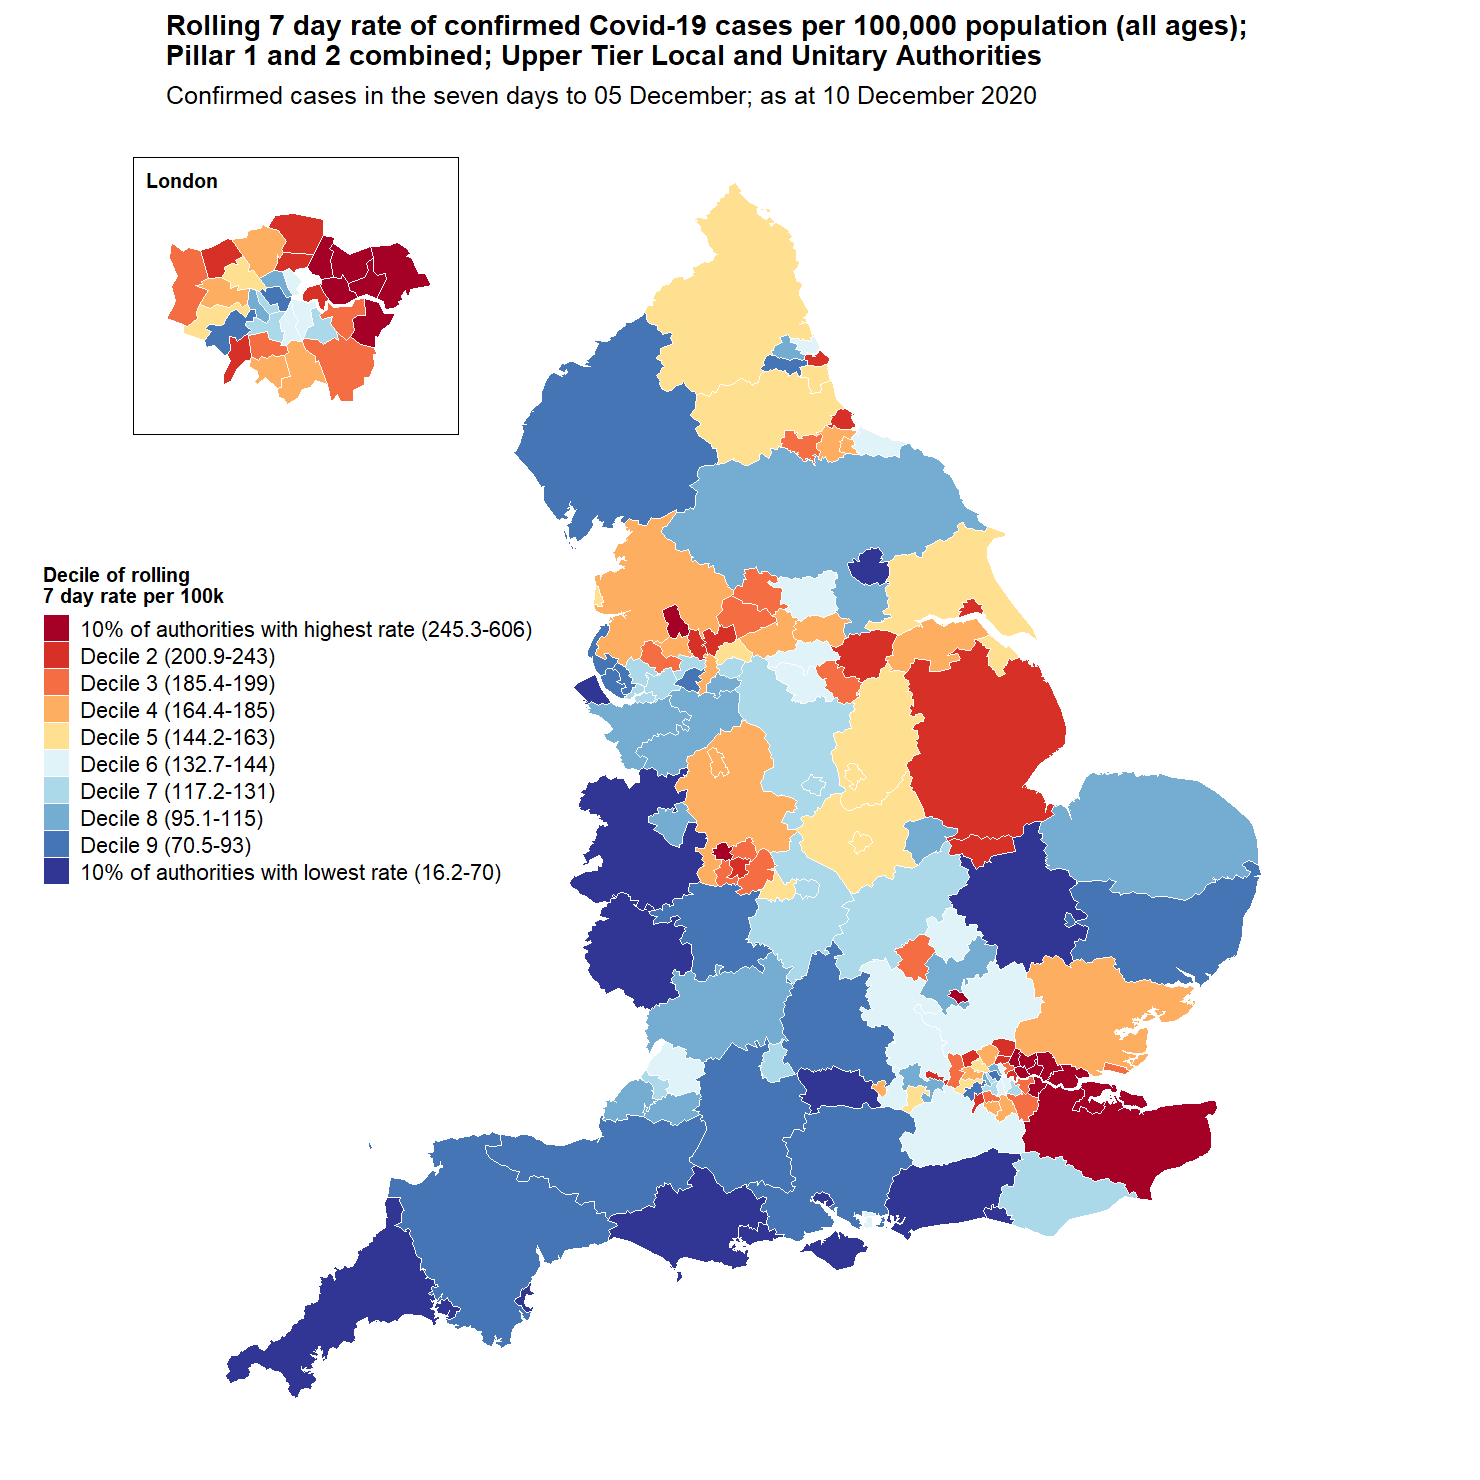 Rolling 7 day rate of confirmed Covid-19 cases per 100,000 population (all ages);
Pillar 1 and 2 combined; Upper Tier Local and Unitary Authorities
Confirmed cases in the seven days to 05 December; as at 10 December 2020
London
Decile of rolling
7 day rate per 100k
10% of authorities with highest rate (245.3-606)
Decile 2 (200.9-243)
Decile 3 (185.4-199)
Decile 4 (164.4-185)
Decile 5 (144.2-163)
Decile 6 (132.7-144)
Decile 7 (117.2-131)
Decile 8 (95.1-115)
Decile 9 (70.5-93)
10% of authorities with lowest rate (16.2-70)